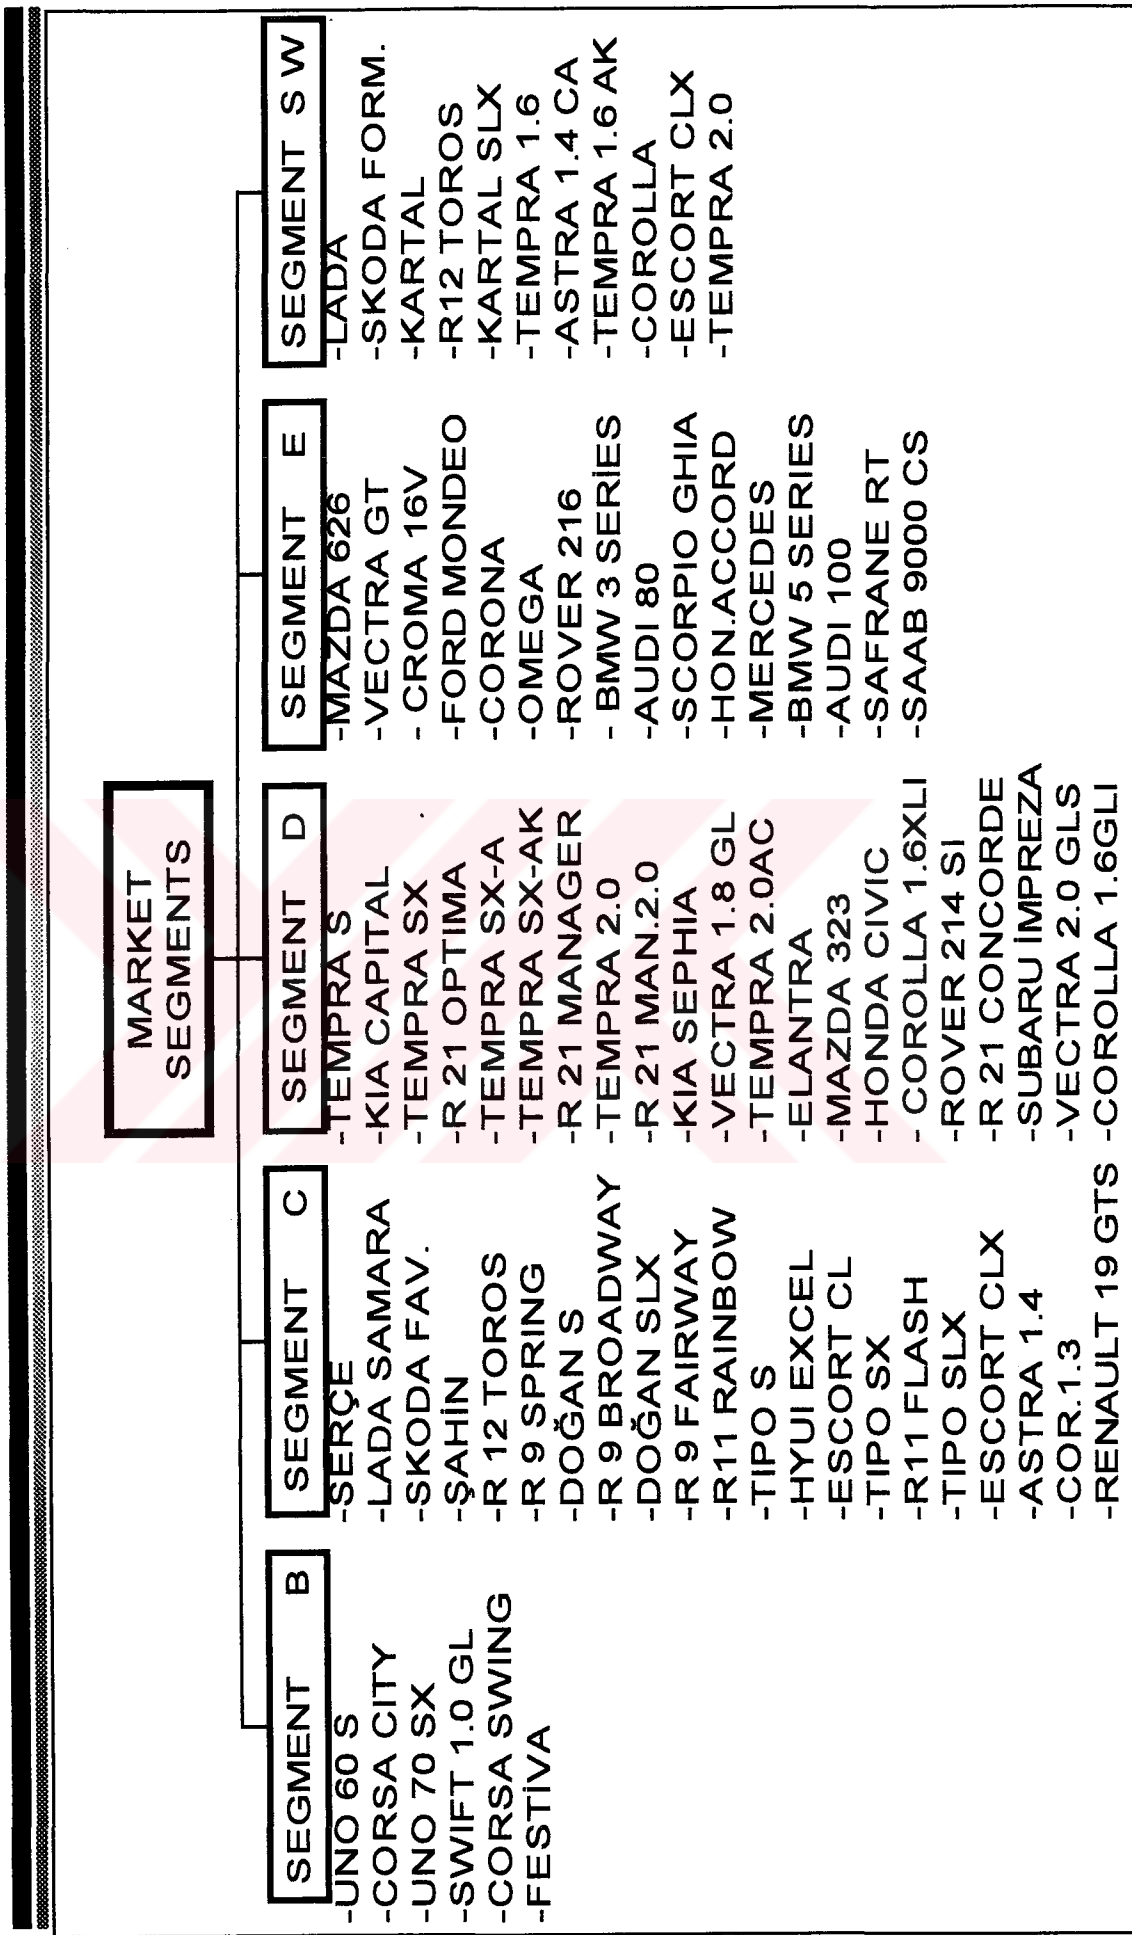 MARKET
SEGMENTS
SEGMENT B
-UNO 60 S
-CORSA CITY
-UNO 70 SX
-SWIFT 1.0 GL
-CORSA SWING
-FESTİVA
SEGMENT C
-SERÇE
-LADA SAMARA
-SKODA FAV.
-ŞAHİN
-R 12 TOROS
-R 9 SPRING
-DOĞAN S
-R 9 BROADWAY
-DOĞAN SLX
-R 9 FAIRWAY
-R11 RAINBOW
-TIPO S
-HYUI EXCEL
-ESCORT CL
-TIPO SX
-R11 FLASH
-TIPO SLX
-ESCORT CLX
-ASTRA 1.4
-COR.1.3
-RENAULT 19 GTS
SEGMENT D
-TEMPRA S
-KIA CAPITAL
-TEMPRA SX
-R 21 OPTIMA
-TEMPRA SX-A
-TEMPRA SX-AK
-R 21 MANAGER
-TEMPRA 2.0
-R 21 MAN.2.0
-KIA SEPHIA
-VECTRA 1.8 GL
-TEMPRA 2.0AC
-ELANTRA
-MAZDA 323
-HONDA CIVIC
- COROLLA 1.6XLI
-ROVER 214 SI
-R 21 CONCORDE
-SUBARU İMPREZA
-VECTRA 2.0 GLS
-COROLLA 1.6GLI
SEGMENT E
-MAZDA 626
-VECTRA GT
- CROMA 16V
-FORD MONDEO
-CORONA
-OMEGA
-ROVER 216
- BMW 3 SERİES
-AUDI 80
-SCORPIO GHIA
-HON.ACCORD
-MERCEDES
-BMW 5 SERIES
-AUDI 100
-SAFRANE RT
-SAAB 9000 CS
SEGMENT S W
-LADA
-SKODA FORM.
-KARTAL
-R12 TOROS
-KARTAL SLX
-TEMPRA 1.6
-ASTRA 1.4 CA
-TEMPRA 1.6 AK
-COROLLA
-ESCORT CLX
-TEMPRA 2.0